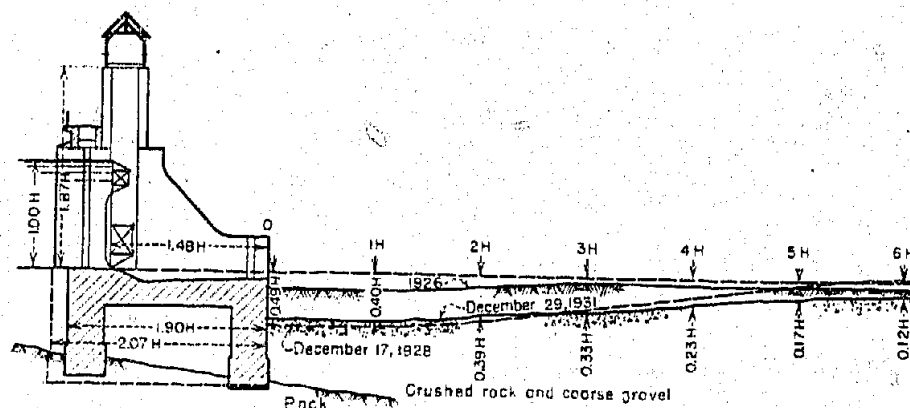 0
1.00 H
1.87H
1.48H
1H
2H
3H
4H
5H
6H
1926
0.49H
0.40H
December 29,1931
1.90H
2.07 H
December 17, 1928
0.39H
0.33H
0.23H
0.17H
0.12H
Crushed rock and coarse gravel
Rock